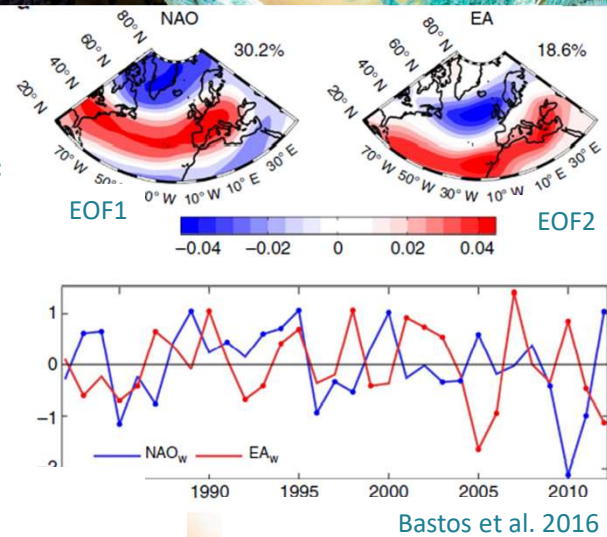 NAO
30.2%
80° N
60° N
40° N
20° N
70° W
0° W
10° W
10° E
30° E
EOF1
EA
18.6%
80° N
60° N
40° N
20° N
70° W
50° W
30° W
10° W
10° E
30° E
EOF2
−0.04 −0.02 0 0.02 0.04
1
0
−1
NAOw EAw
1990 1995 2000 2005 2010
Bastos et al. 2016